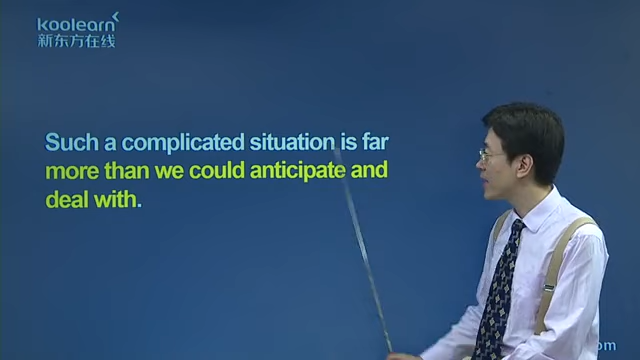 koolearn
新东方在线
Such a complicated situation is far
more than we could anticipate and
deal with.
om